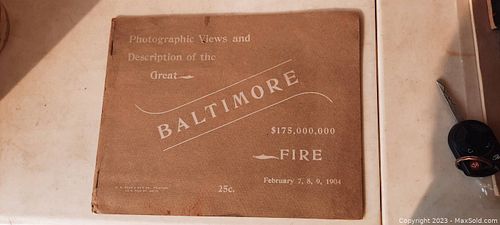 Photographic Views and
Description of the
Great
BALTIMORE
$175,000,000
FIRE
February 7, 8, 9, 1904
25c.
Copyright 2023 - MaxSold.com